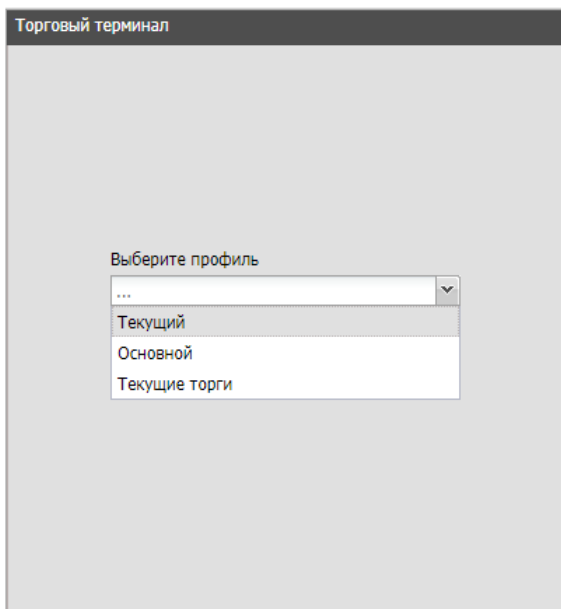 Торговый терминал
Выберите профиль
...
Текущий
Основной
Текущие торги